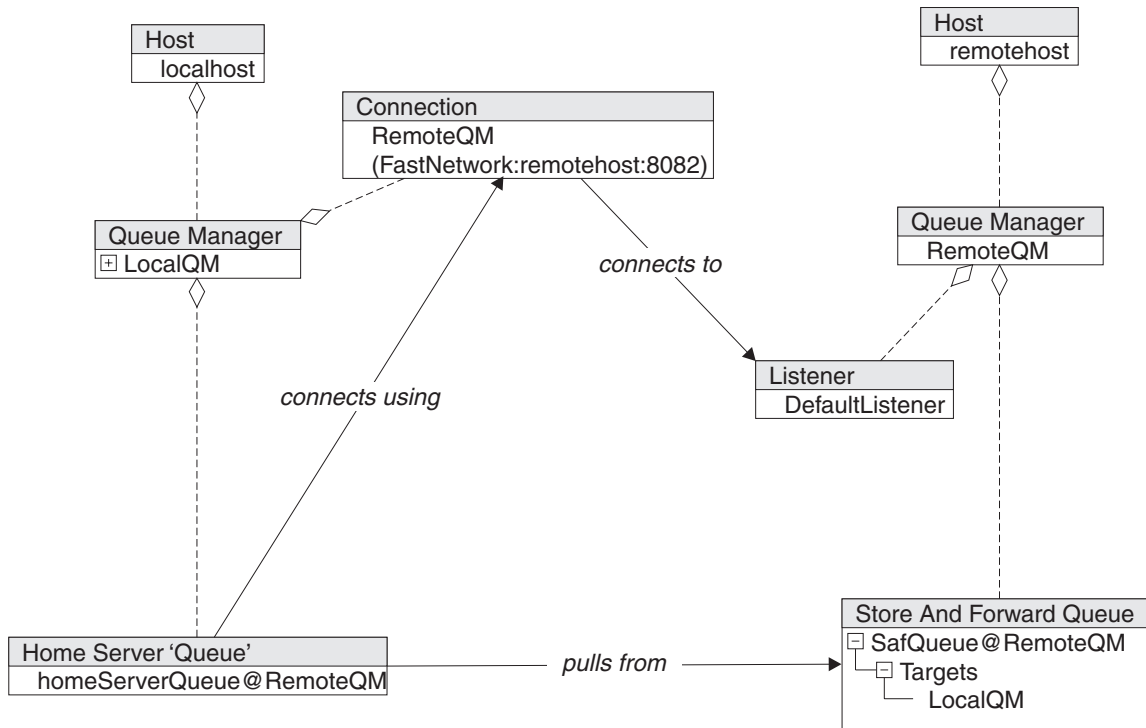 Host
localhost
Host
remotehost
Connection
RemoteQM
(FastNetwork:remotehost:8082)
Queue Manager
LocalQM
Queue Manager
RemoteQM
connects to
Listener
DefaultListener
connects using
Home Server ‘Queue’
homeServerQueue@RemoteQM
pulls from
Store And Forward Queue
SafQueue@RemoteQM
Targets
LocalQM